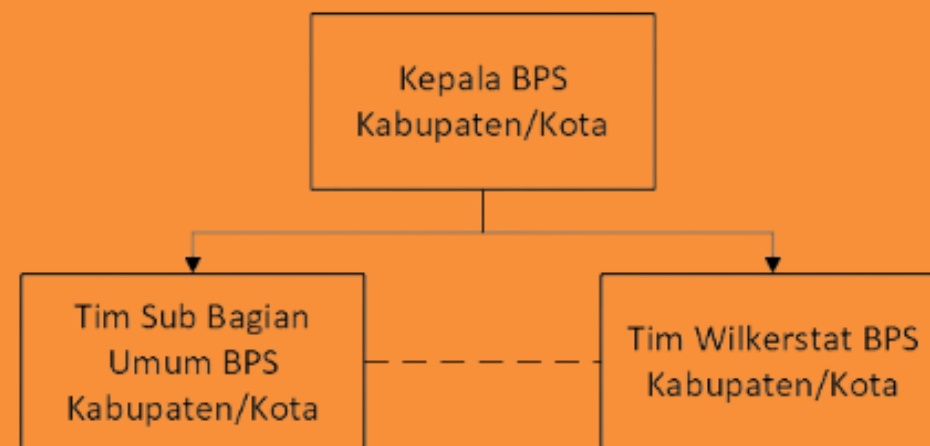 Kepala BPS
Kabupaten/Kota
Tim Sub Bagian
Umum BPS
Kabupaten/Kota
Tim Wilkerstat BPS
Kabupaten/Kota